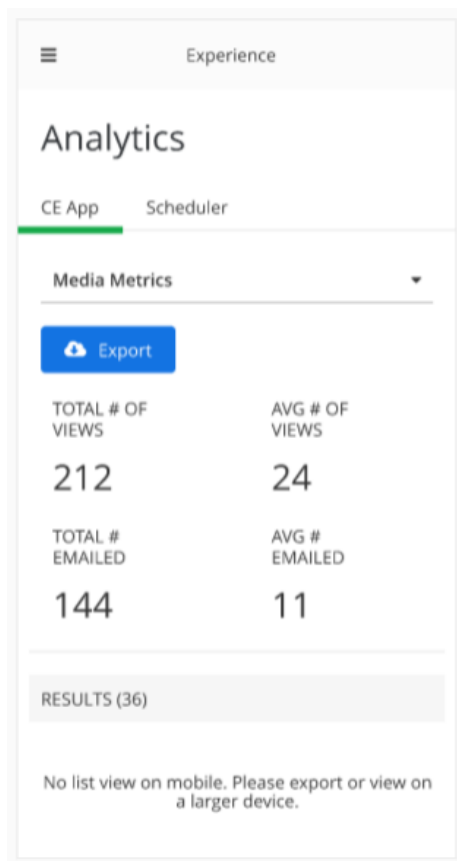 Experience
Analytics
CE App Scheduler
Media Metrics
Export
TOTAL # OF
VIEWS
212
AVG # OF
VIEWS
24
TOTAL #
EMAILED
144
AVG #
EMAILED
11
RESULTS (36)
No list view on mobile. Please export or view on
a larger device.